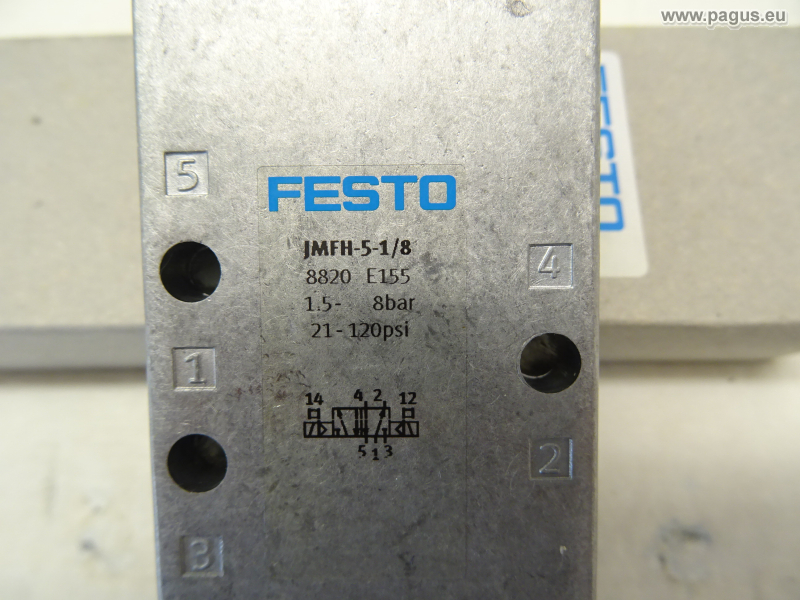 www.pagus.eu
FESTO
5
FESTO
JMFH-5-1/8
8820 E155
1.5- 8bar
21-120psi
4
1
14 4 2 12
5 1 3
2
3